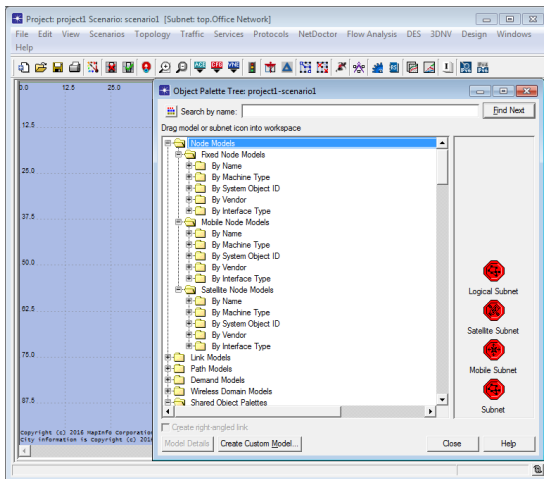 Project: project1 Scenario: scenario1 [Subnet: top.Office Network]
File Edit View Scenarios Topology Traffic Services Protocols NetDoctor Flow Analysis DES 3DNV Design Windows
Help
0.0 12.5 25.0
12.5
25.0
37.5
50.0
62.5
75.0
87.5
Copyright (c) 2016 MapInfo Corporation
City information is Copyright (c) 201
Object Palette Tree: project1-scenario1
Search by name:
Find Next
Drag model or subnet icon into workspace
Node Models
Fixed Node Models
By Name
By Machine Type
By System Object ID
By Vendor
By Interface Type
Mobile Node Models
By Name
By Machine Type
By System Object ID
By Vendor
By Interface Type
Satellite Node Models
By Name
By Machine Type
By System Object ID
By Vendor
By Interface Type
Link Models
Path Models
Demand Models
Wireless Domain Models
Shared Object Palettes
Logical Subnet
Satellite Subnet
Mobile Subnet
Subnet
Create right-angled link
Model Details
Create Custom Model...
Close
Help